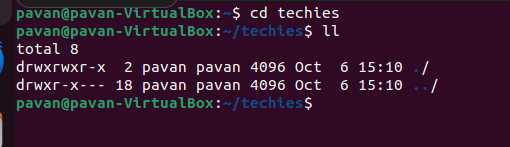 pavan@pavan-VirtualBox:~$ cd techies
pavan@pavan-VirtualBox:~/techies$ ll
total 8
drwxrwxr-x  2 pavan pavan 4096 Oct  6 15:10 ./
drwxr-x--- 18 pavan pavan 4096 Oct  6 15:10 ../
pavan@pavan-VirtualBox:~/techies$